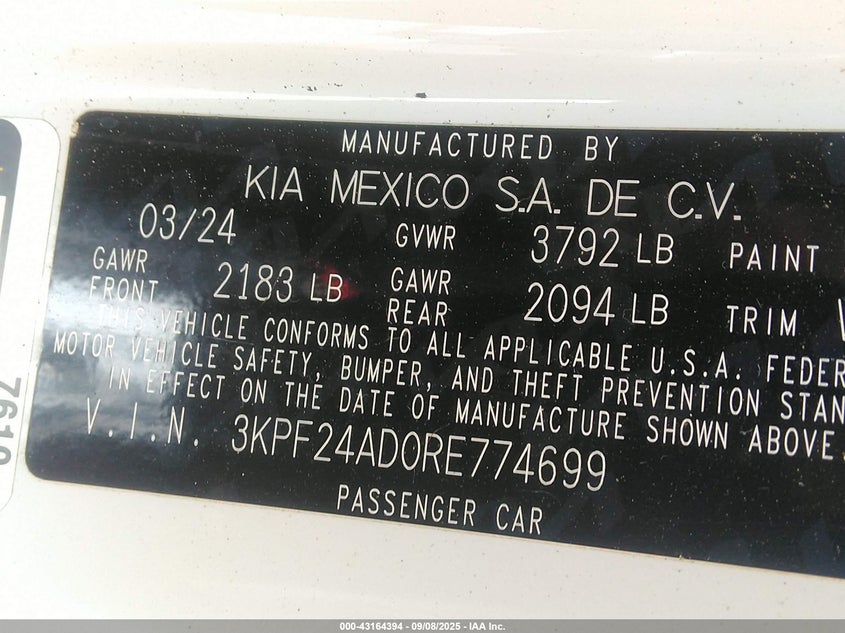 MANUFACTURED BY
KIA MEXICO S.A. DE C.V.
03/24 GVWR 3792 LB PAINT
GAWR FRONT 2183 LB GAWR REAR 2094 LB TRIM
THIS VEHICLE CONFORMS TO ALL APPLICABLE U.S.A. FEDER
MOTOR VEHICLE SAFETY, BUMPER, AND THEFT PREVENTION STAN
IN EFFECT ON THE DATE OF MANUFACTURE SHOWN ABOVE.
V.I.N. 3KPF24AD0RE774699
PASSENGER CAR
000-43164394 - 09/08/2025 - IAA Inc.